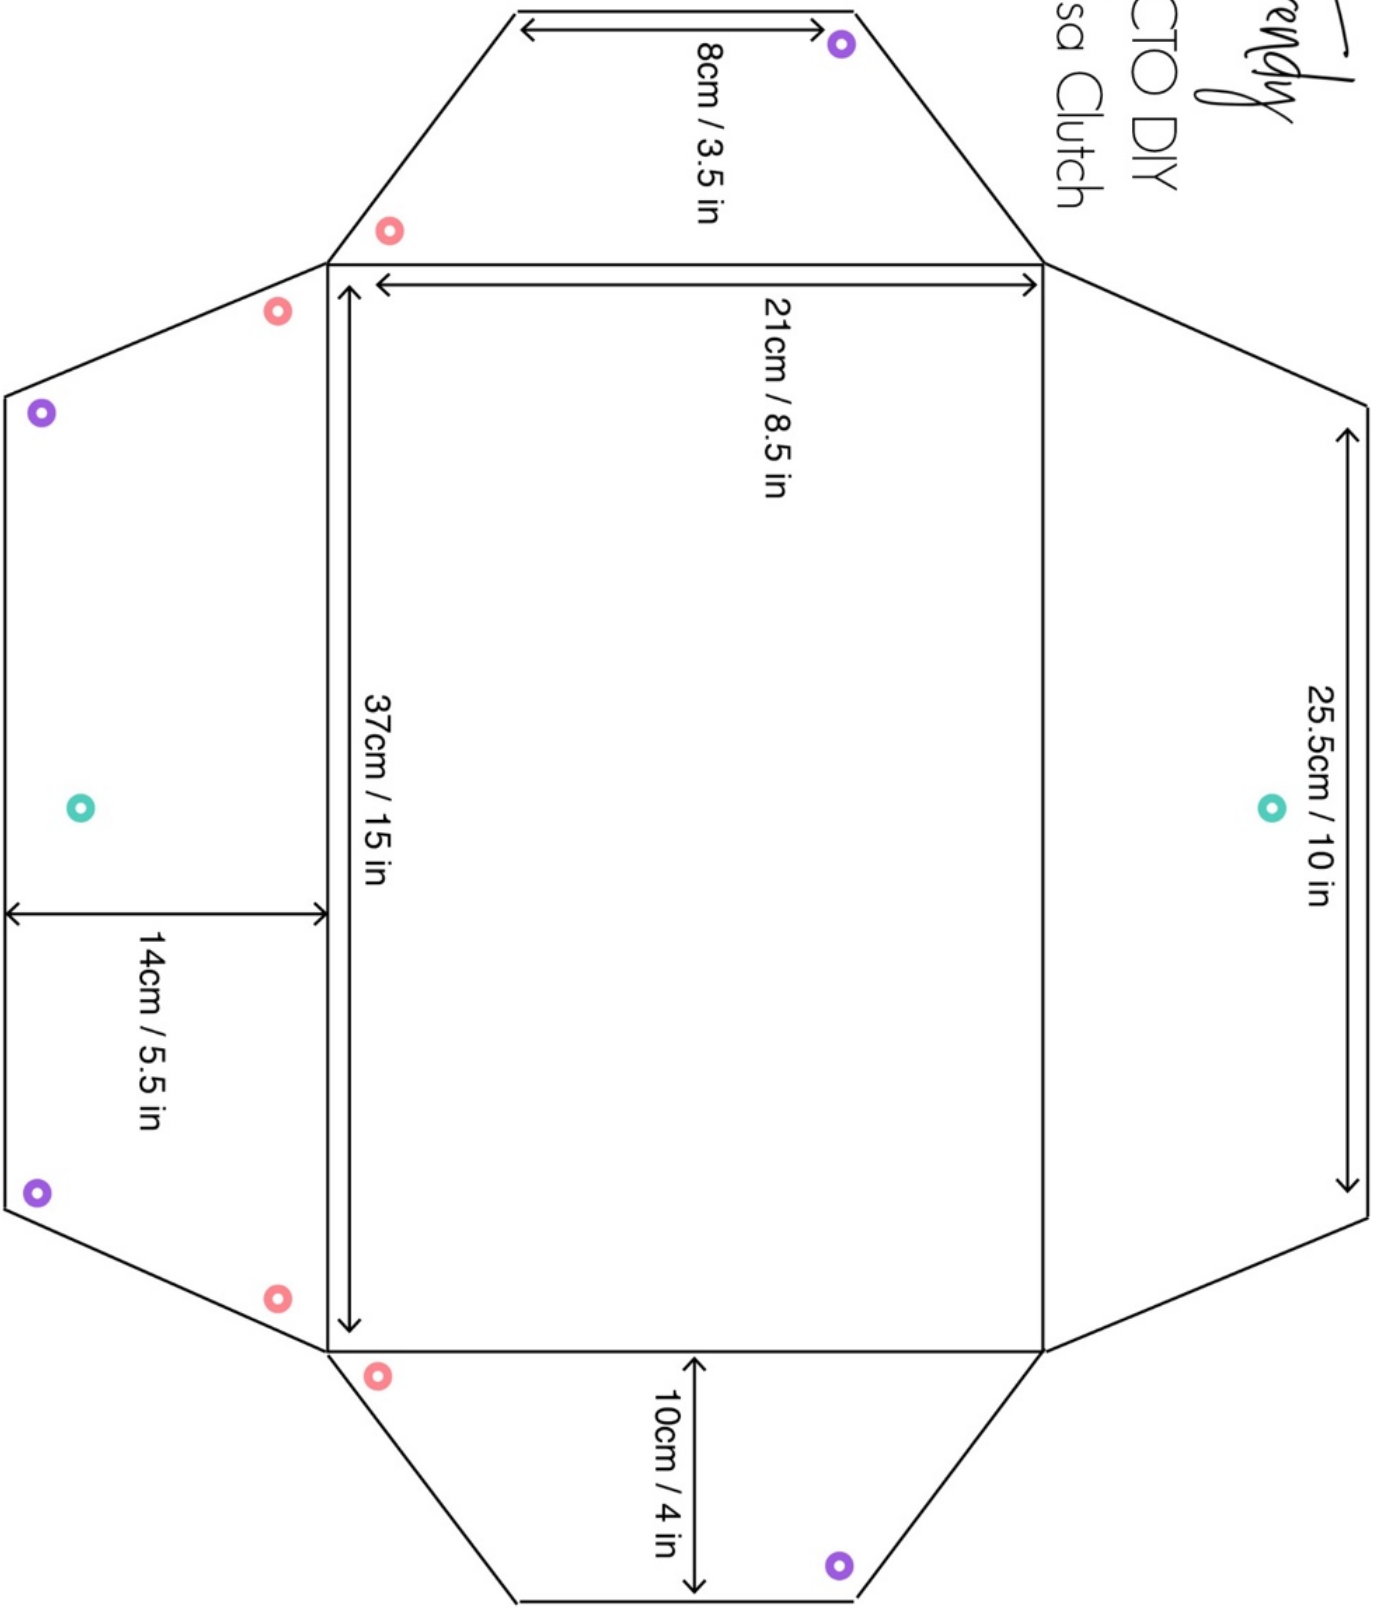 CTO DIY
sa Clutch
8cm / 3.5 in
21cm / 8.5 in
25.5cm / 10 in
37cm / 15 in
14cm / 5.5 in
10cm / 4 in